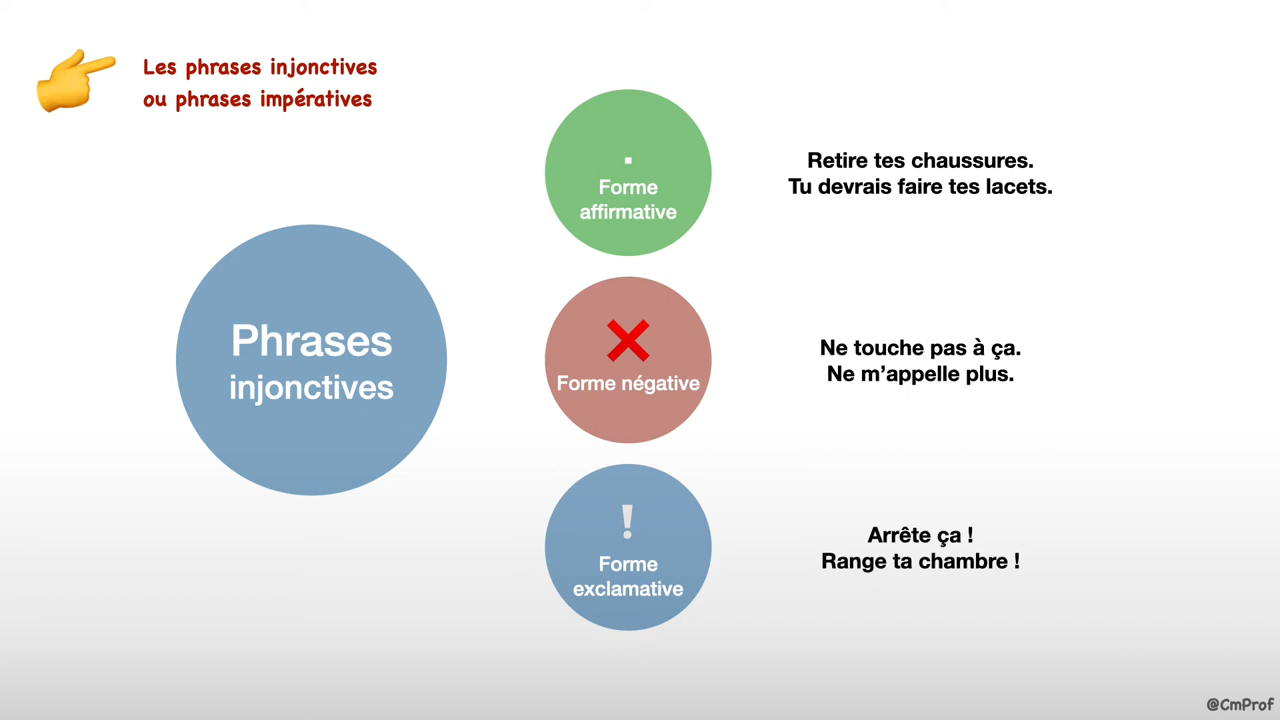 Les phrases injonctives
ou phrases impératives
Phrases
injonctives
.
Forme
affirmative
Retire tes chaussures.
Tu devrais faire tes lacets.
Forme négative
Ne touche pas à ça.
Ne m’appelle plus.
!
Forme
exclamative
Arrête ça !
Range ta chambre !
@CmProf